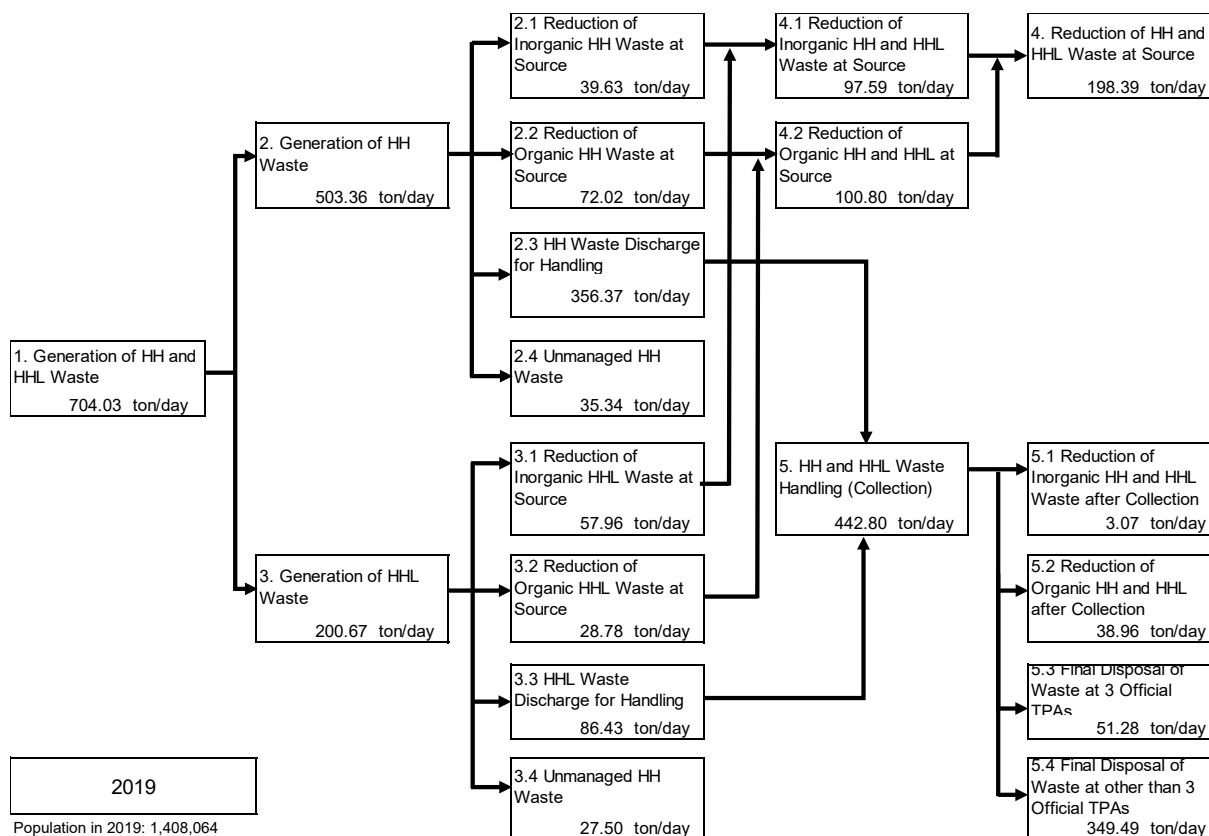 2.1 Reduction of
Inorganic HH Waste at
Source
39.63 ton/day
4.1 Reduction of
Inorganic HH and HHL
Waste at Source
97.59 ton/day
4. Reduction of HH and
HHL Waste at Source
198.39 ton/day
2. Generation of HH
Waste
503.36 ton/day
2.2 Reduction of
Organic HH Waste at
Source
72.02 ton/day
4.2 Reduction of
Organic HH and HHL at
Source
100.80 ton/day
2.3 HH Waste Discharge
for Handling
356.37 ton/day
1. Generation of HH and
HHL Waste
704.03 ton/day
2.4 Unmanaged HH
Waste
35.34 ton/day
3.1 Reduction of
Inorganic HHL Waste at
Source
57.96 ton/day
5. HH and HHL Waste
Handling (Collection)
442.80 ton/day
5.1 Reduction of
Inorganic HH and HHL
Waste after Collection
3.07 ton/day
3. Generation of HHL
Waste
200.67 ton/day
3.2 Reduction of
Organic HHL Waste at
Source
28.78 ton/day
5.2 Reduction of
Organic HH and HHL
after Collection
38.96 ton/day
3.3 HHL Waste
Discharge for Handling
86.43 ton/day
5.3 Final Disposal of
Waste at 3 Official
TPAs
51.28 ton/day
3.4 Unmanaged HH
Waste
27.50 ton/day
5.4 Final Disposal of
Waste at other than 3
Official TPAs
349.49 ton/day
2019
Population in 2019: 1,408,064